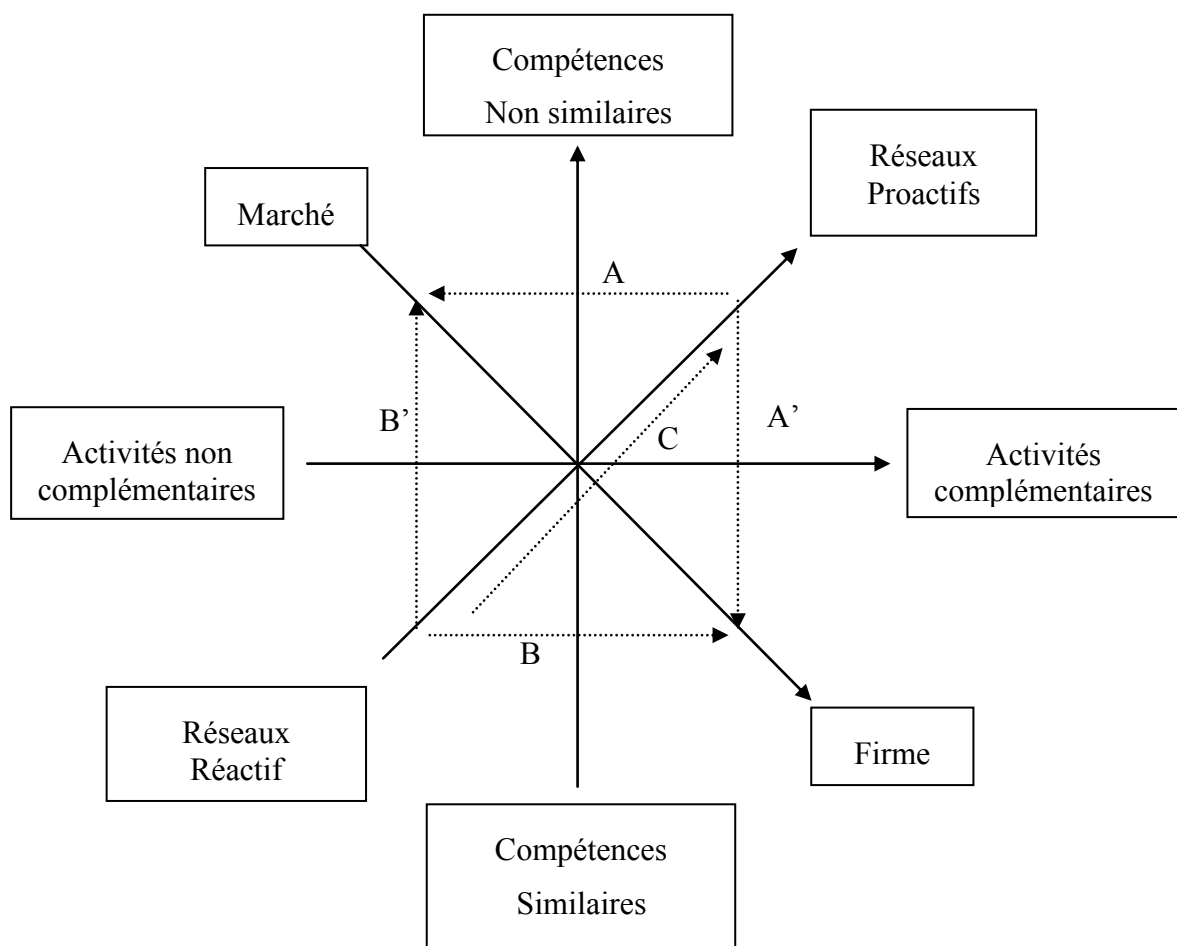 Compétences
Non similaires
Réseaux
Proactifs
Marché
A
B’
C
A’
Activités non
complémentaires
Activités
complémentaires
B
Réseaux
Réactif
Firme
Compétences
Similaires